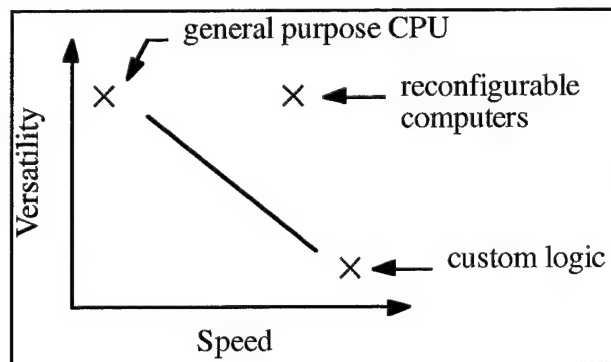 general purpose CPU
reconfigurable
computers
Versatility
custom logic
Speed